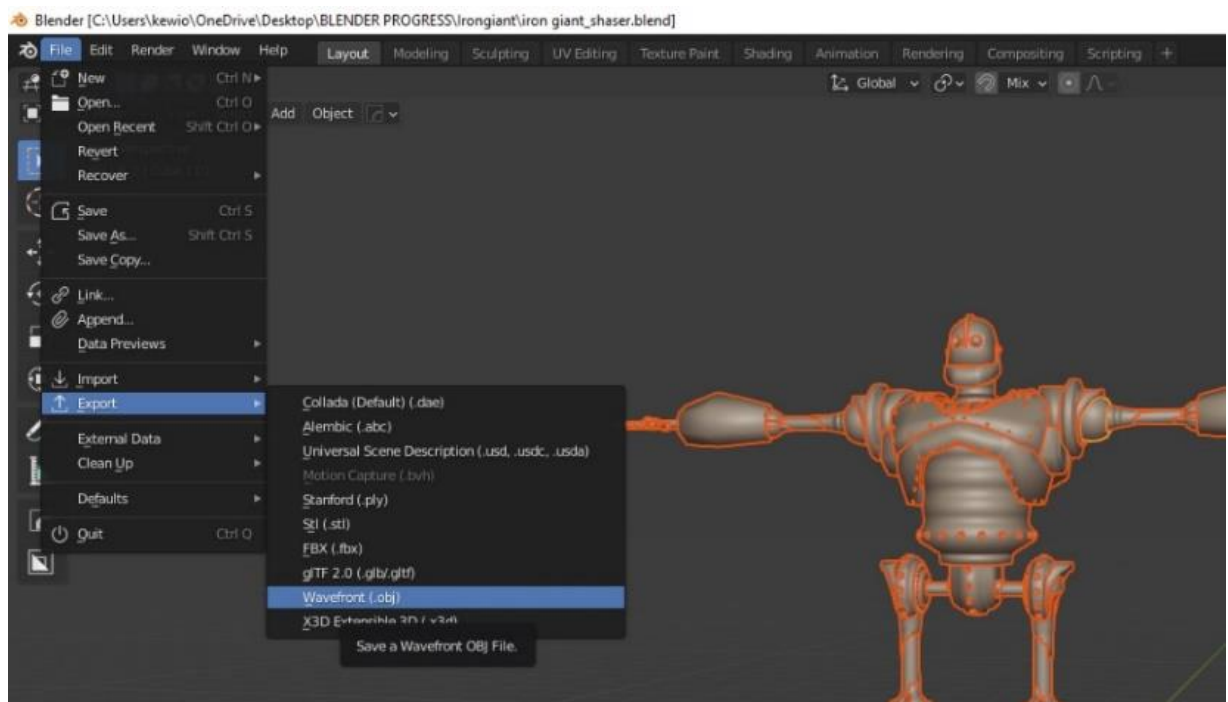 Blender [C:\Users\kewio\OneDrive\Desktop\BLENDER PROGRESS\Irongiant\iron giant_shaser.blend]
File Edit Render Window Help Layout Modeling Sculpting UV Editing Texture Paint Shading Animation Rendering Compositing Scripting +
Global Mix
Add Object
New Ctrl N
Open... Ctrl O
Open Recent Shift Ctrl O
Revert
Recover
Save Ctrl S
Save As... Shift Ctrl S
Save Copy...
Link...
Append...
Data Previews
Import
Export
External Data
Clean Up
Defaults
Quit Ctrl Q
Collada (Default) (.dae)
Alembic (.abc)
Universal Scene Description (.usd, .usdc, .usda)
Motion Capture (.bvh)
Stanford (.ply)
Stl (.stl)
FBX (.fbx)
glTF 2.0 (.glb/.gltf)
Wavefront (.obj)
X3D Extensible 3D (.x3d)
Save a Wavefront OBJ File.